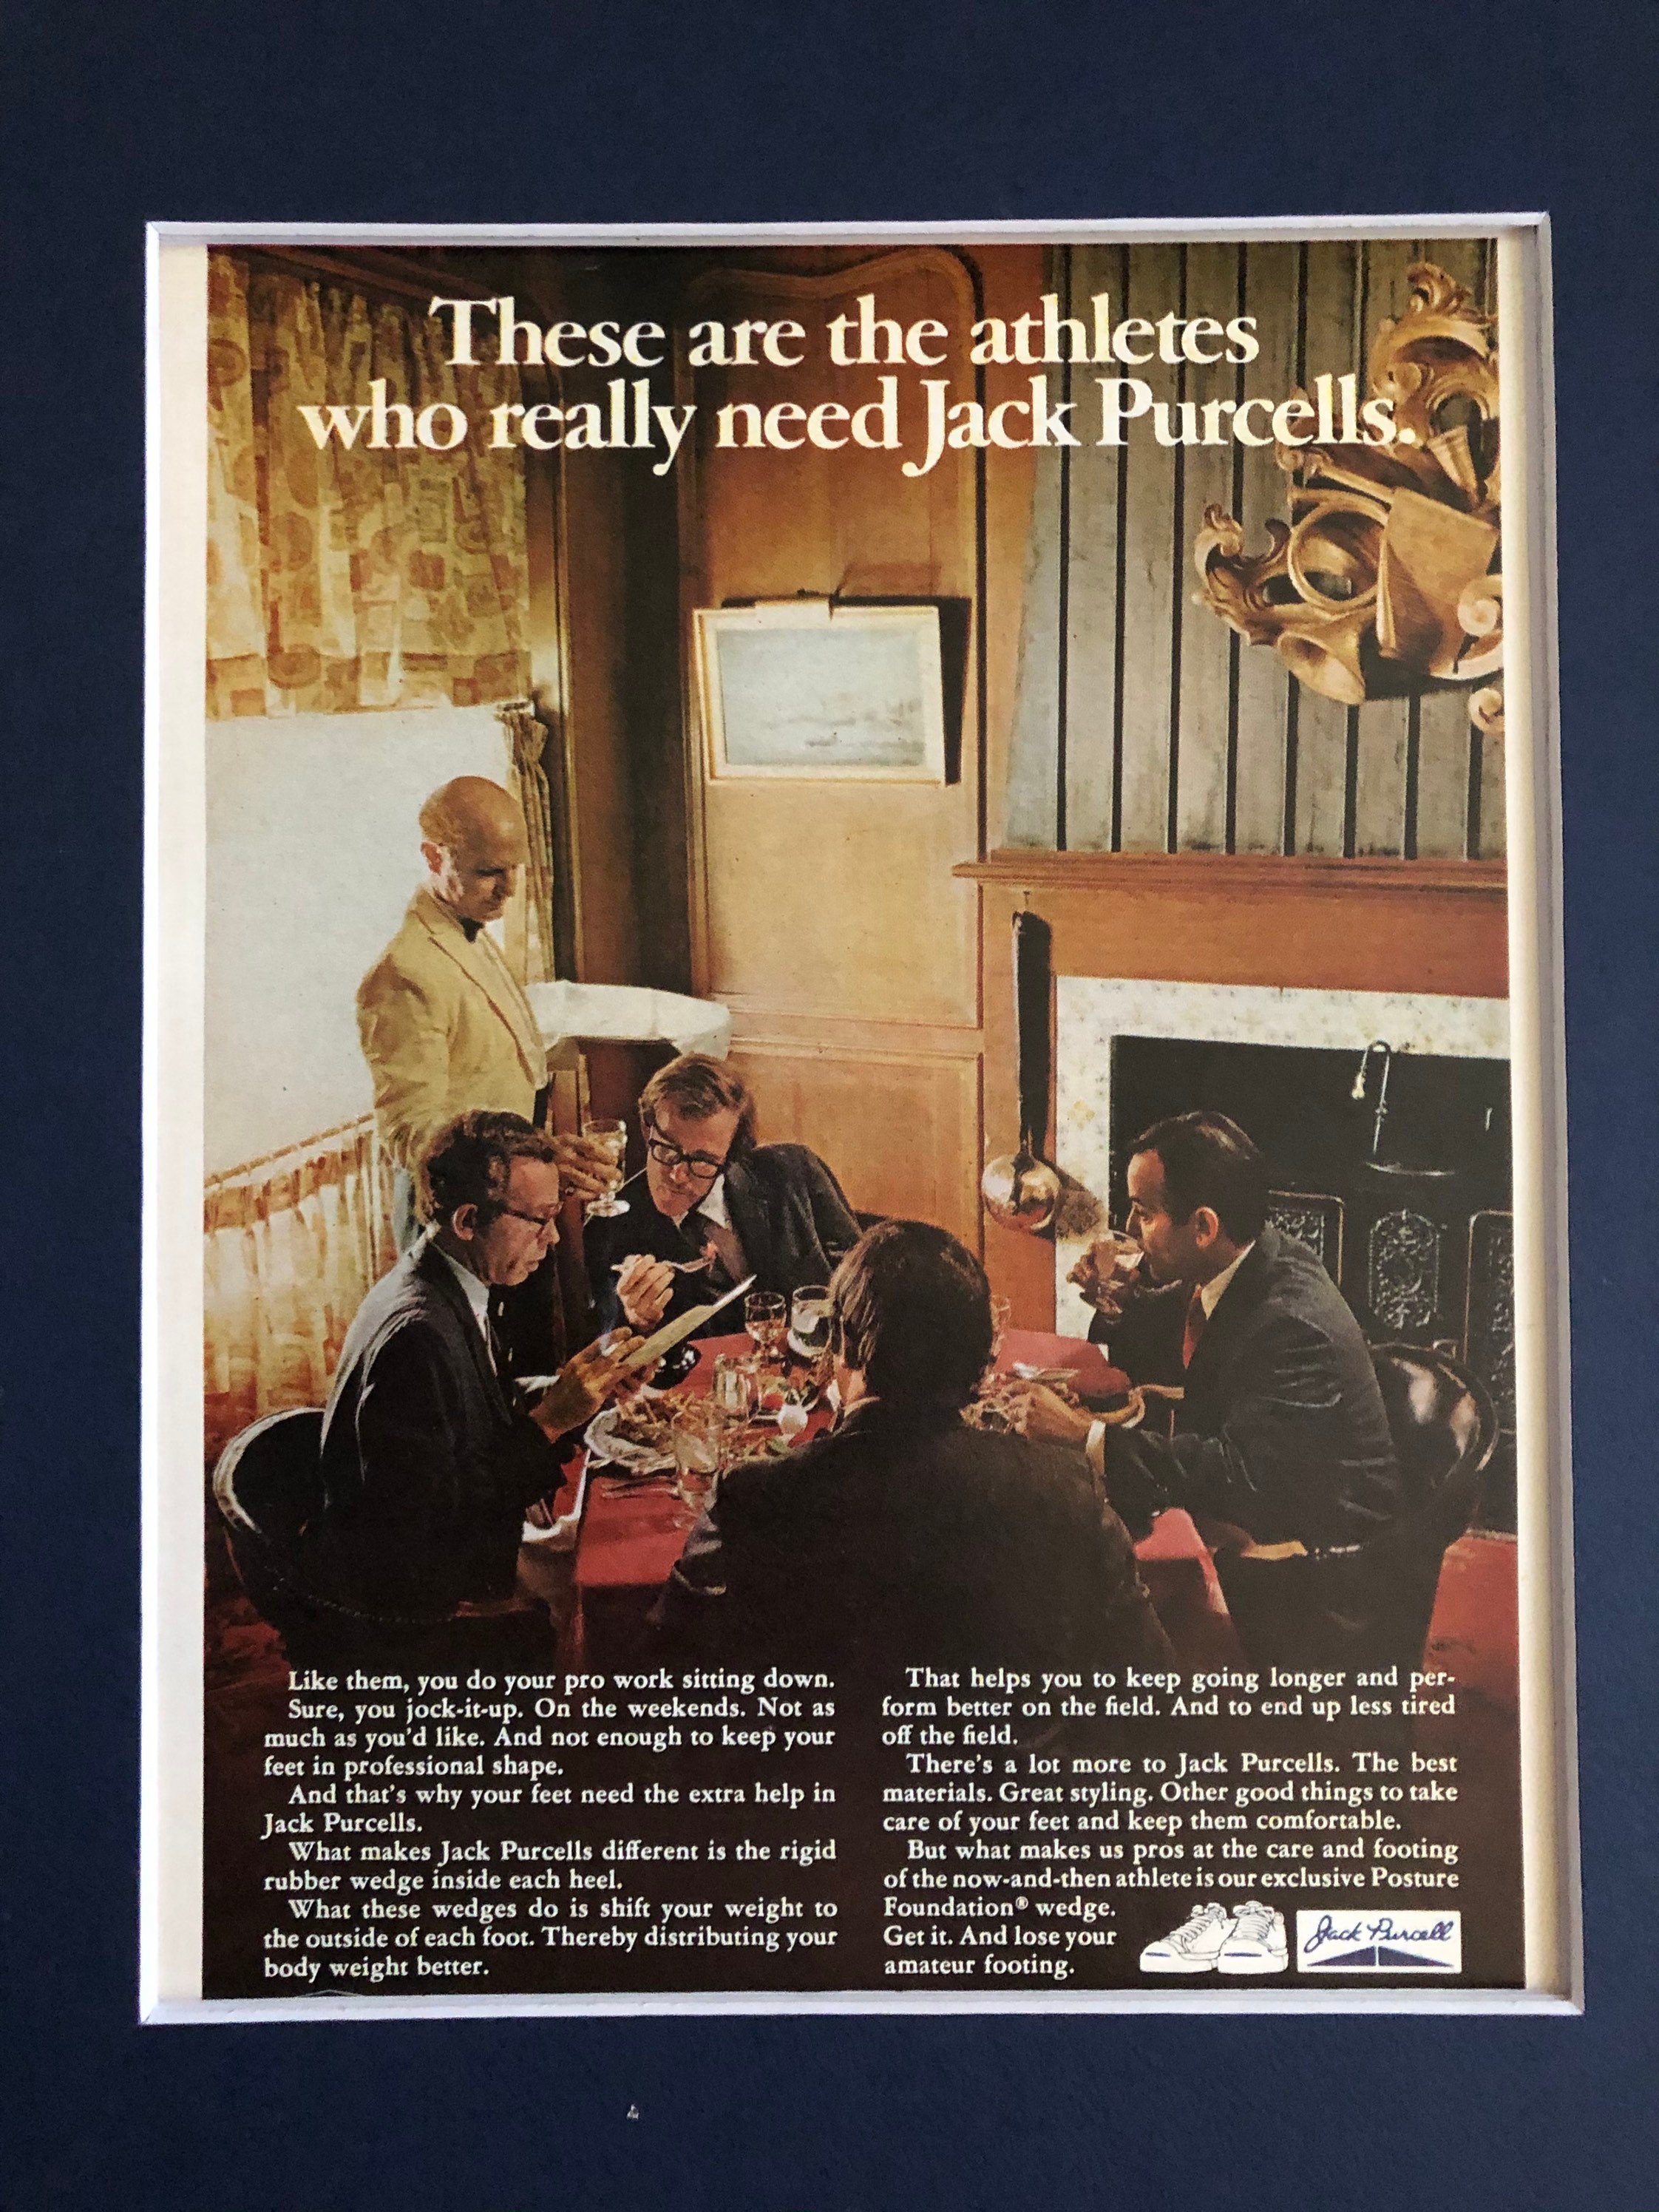 These are the athletes
who really need Jack Purcells.
Like them, you do your pro work sitting down.
Sure, you jock-it-up. On the weekends. Not as
much as you'd like. And not enough to keep your
feet in professional shape.
And that's why your feet need the extra help in
Jack Purcells.
What makes Jack Purcells different is the rigid
rubber wedge inside each heel.
What these wedges do is shift your weight to
the outside of each foot. Thereby distributing your
body weight better.
That helps you to keep going longer and per-
form better on the field. And to end up less tired
off the field.
There's a lot more to Jack Purcells. The best
materials. Great styling. Other good things to take
care of your feet and keep them comfortable.
But what makes us pros at the care and footing
of the now-and-then athlete is our exclusive Posture
Foundation® wedge.
Get it. And lose your
amateur footing.
Jack Purcell